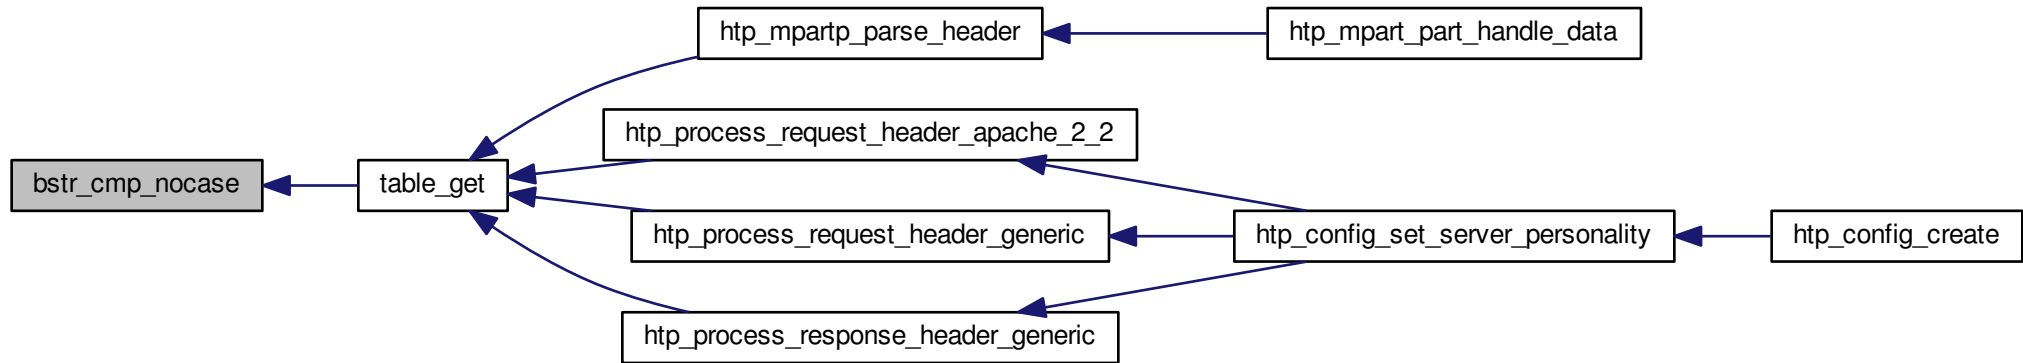 htp_mpartp_parse_header
htp_mpart_part_handle_data
htp_process_request_header_apache_2_2
bstr_cmp_nocase
table_get
htp_process_request_header_generic
htp_config_set_server_personality
htp_config_create
htp_process_response_header_generic